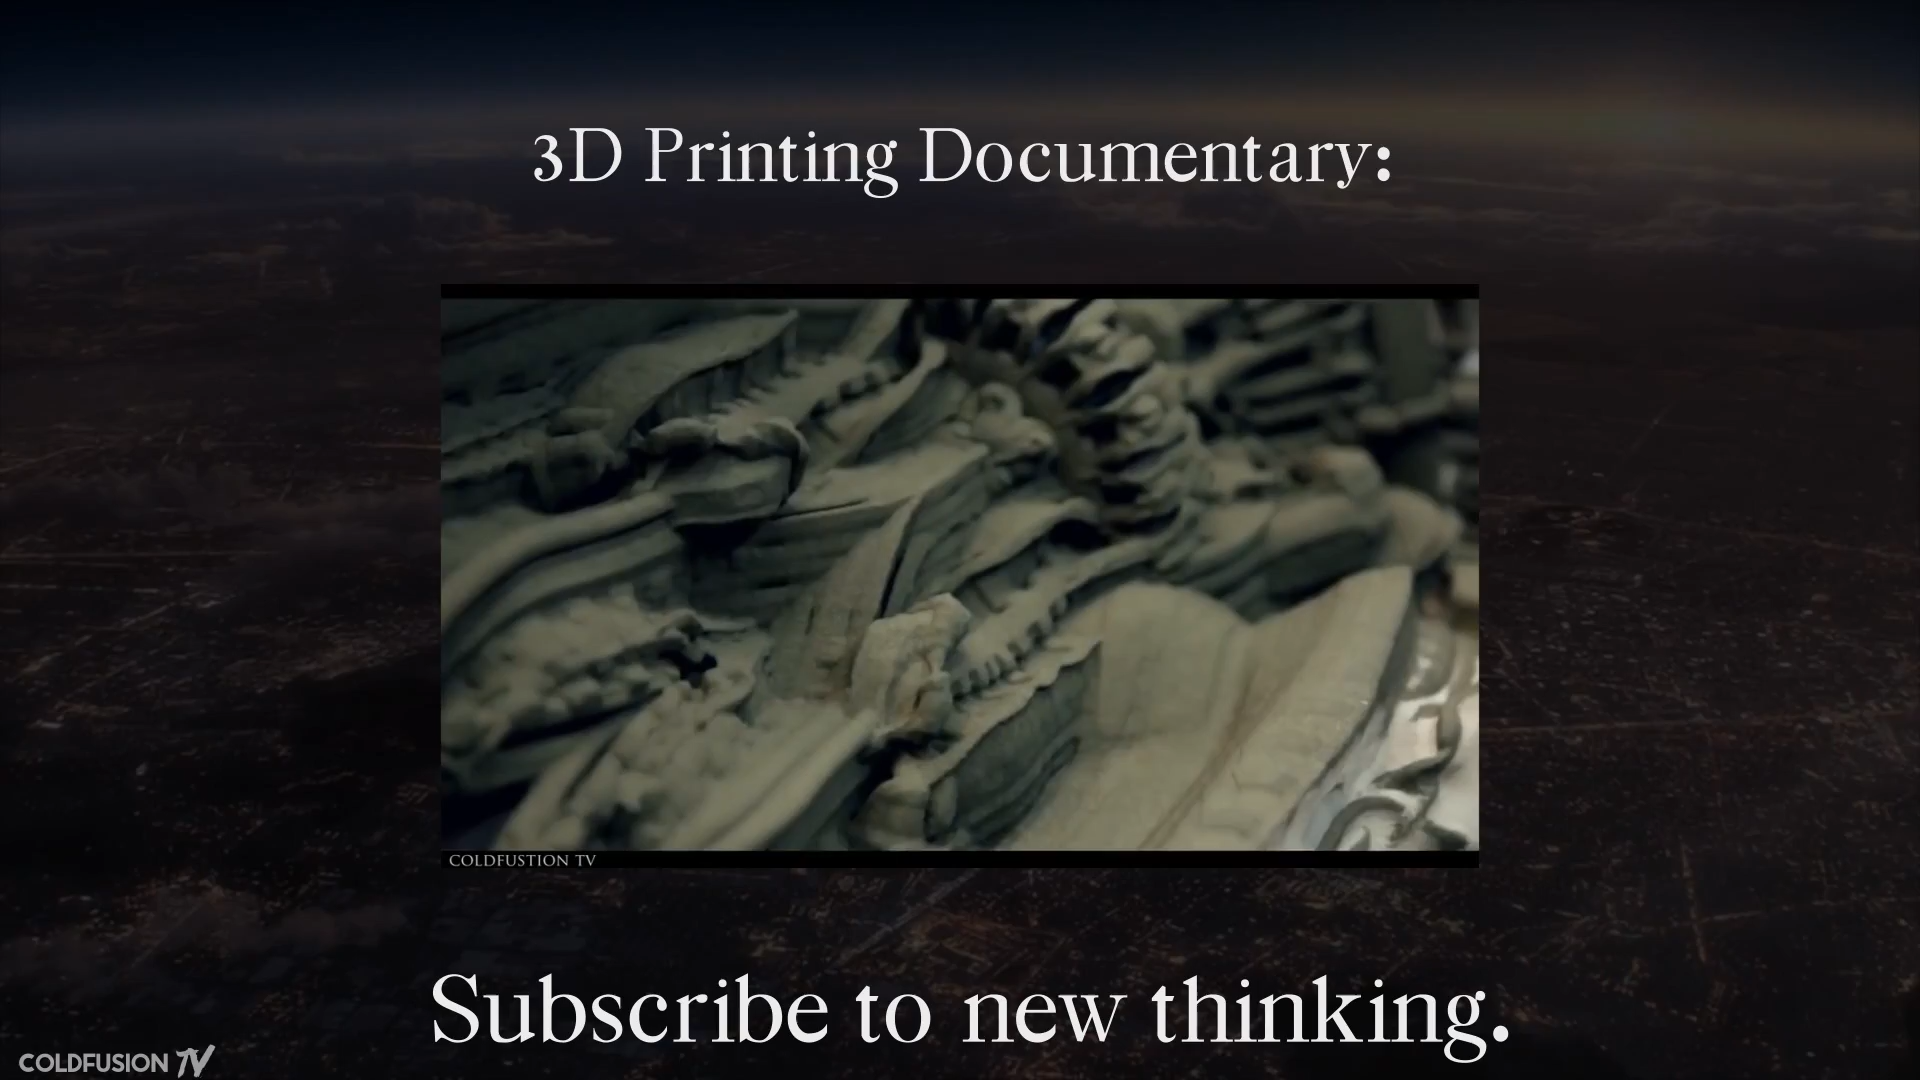 3D Printing Documentary:
COLDFUSTION TV
Subscribe to new thinking.
COLDFUSION TV